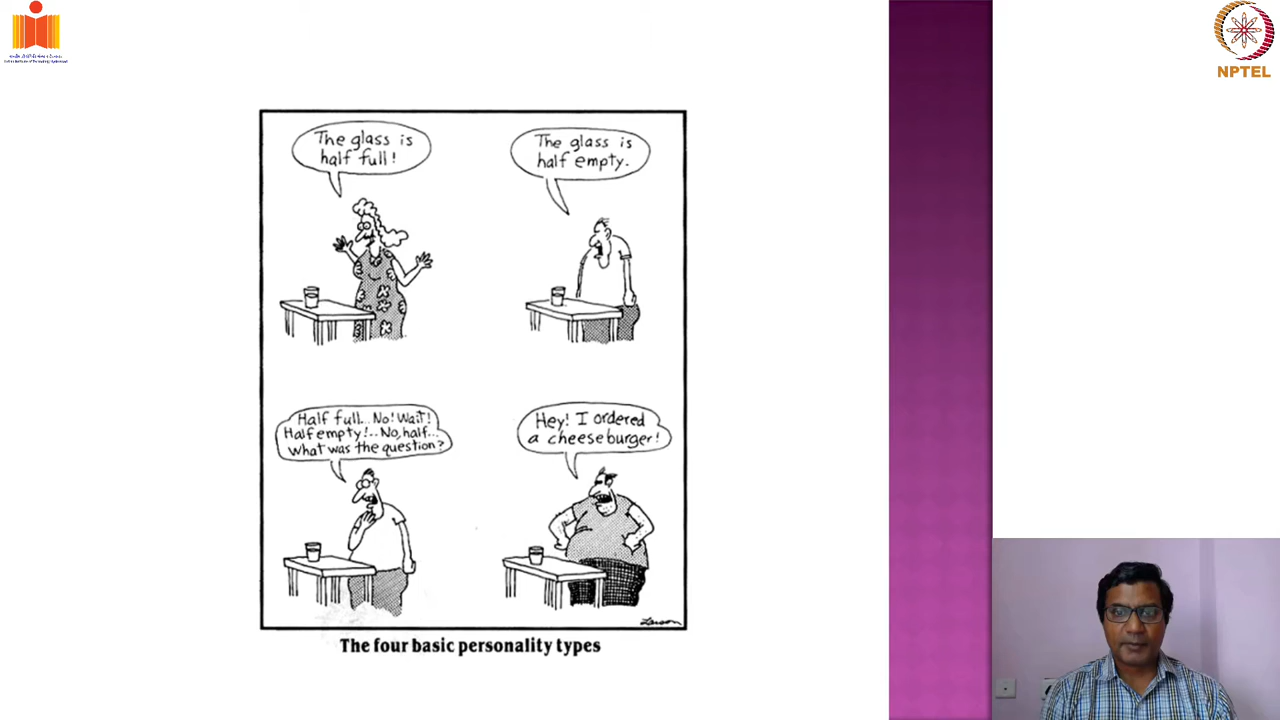 NPTEL
The glass is
half full!
The glass is
half empty.
Half full... No! Wait!
Half empty!.. No, half...
What was the question?
Hey! I ordered
a cheeseburger!
Larson
The four basic personality types